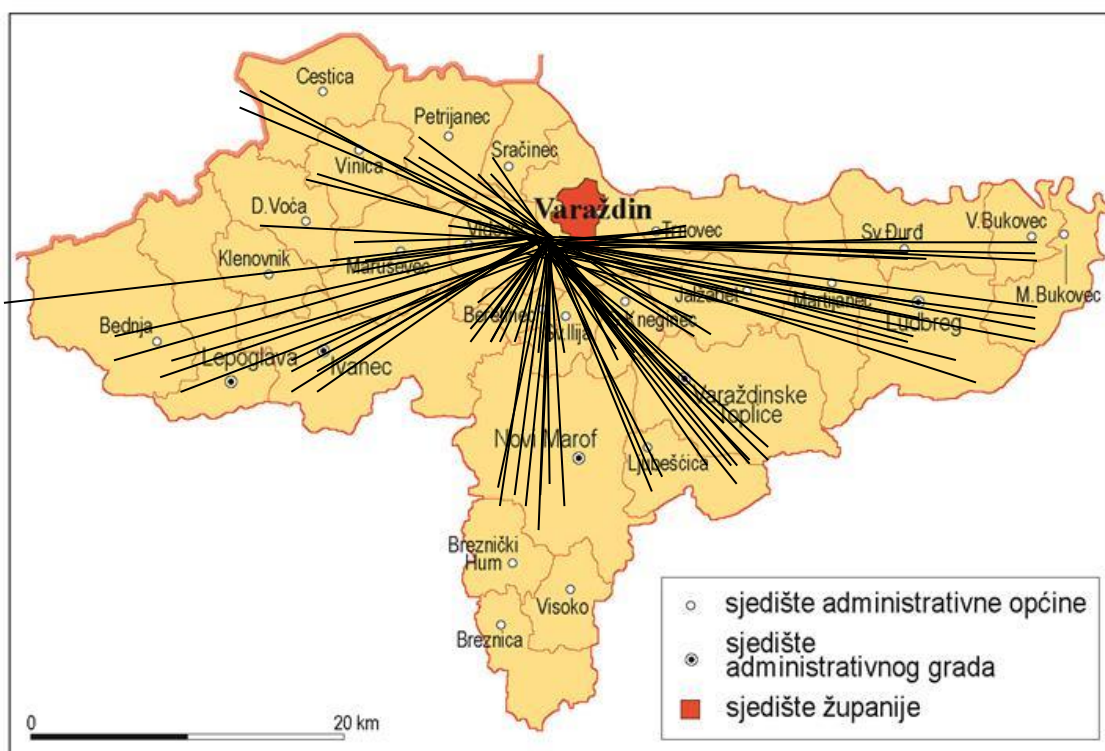 Cestica
Petrijanec
Sračinec
Vinica
Varaždin
D.Voća
Trnovec
Sv.Đurđ
V.Bukovec
Klenovnik
Maruševec
M.Bukovec
Jalžabet
Martijanec
Ludbreg
Beretinec
Kneginec
Sv.Ilija
Bednja
Lepoglava
Ivanec
Varaždinske
Toplice
Novi Marof
Ljubešćica
Breznički
Hum
Visoko
Breznica
sjedište administrativne općine
sjedište
administrativnog grada
sjedište županije
0 20 km